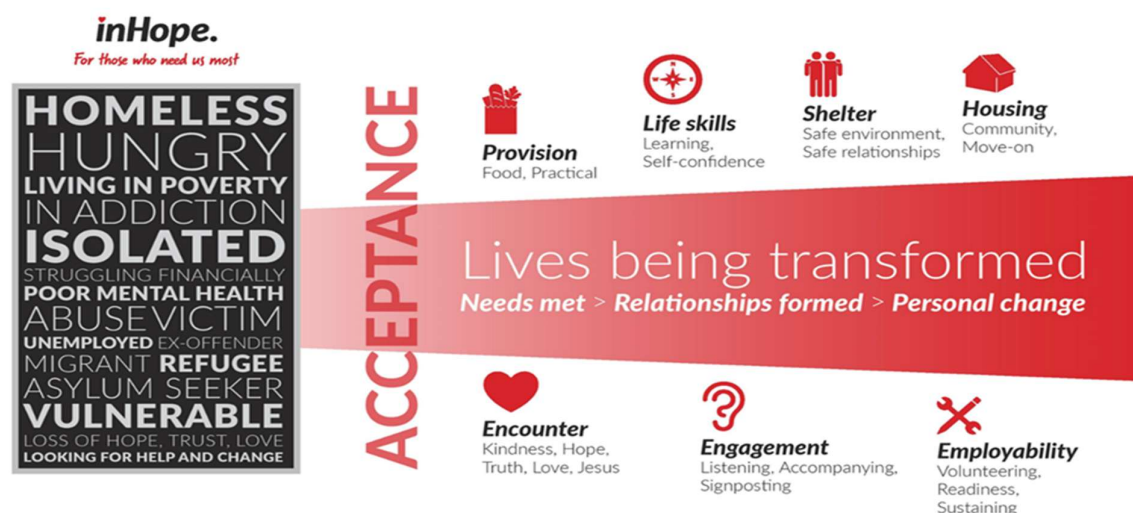 inHope.
For those who need us most
HOMELESS
HUNGRY
LIVING IN POVERTY
IN ADDICTION
ISOLATED
STRUGGLING FINANCIALLY
POOR MENTAL HEALTH
ABUSE VICTIM
UNEMPLOYED EX-OFFENDER
MIGRANT REFUGEE
ASYLUM SEEKER
VULNERABLE
LOSS OF HOPE, TRUST, LOVE
LOOKING FOR HELP AND CHANGE
ACCEPTANCE
Provision
Food, Practical
Life skills
Learning,
Self-confidence
Shelter
Safe environment,
Safe relationships
Housing
Community,
Move-on
Lives being transformed
Needs met > Relationships formed > Personal change
Encounter
Kindness, Hope,
Truth, Love, Jesus
Engagement
Listening, Accompanying,
Signposting
Employability
Volunteering,
Readiness,
Sustaining